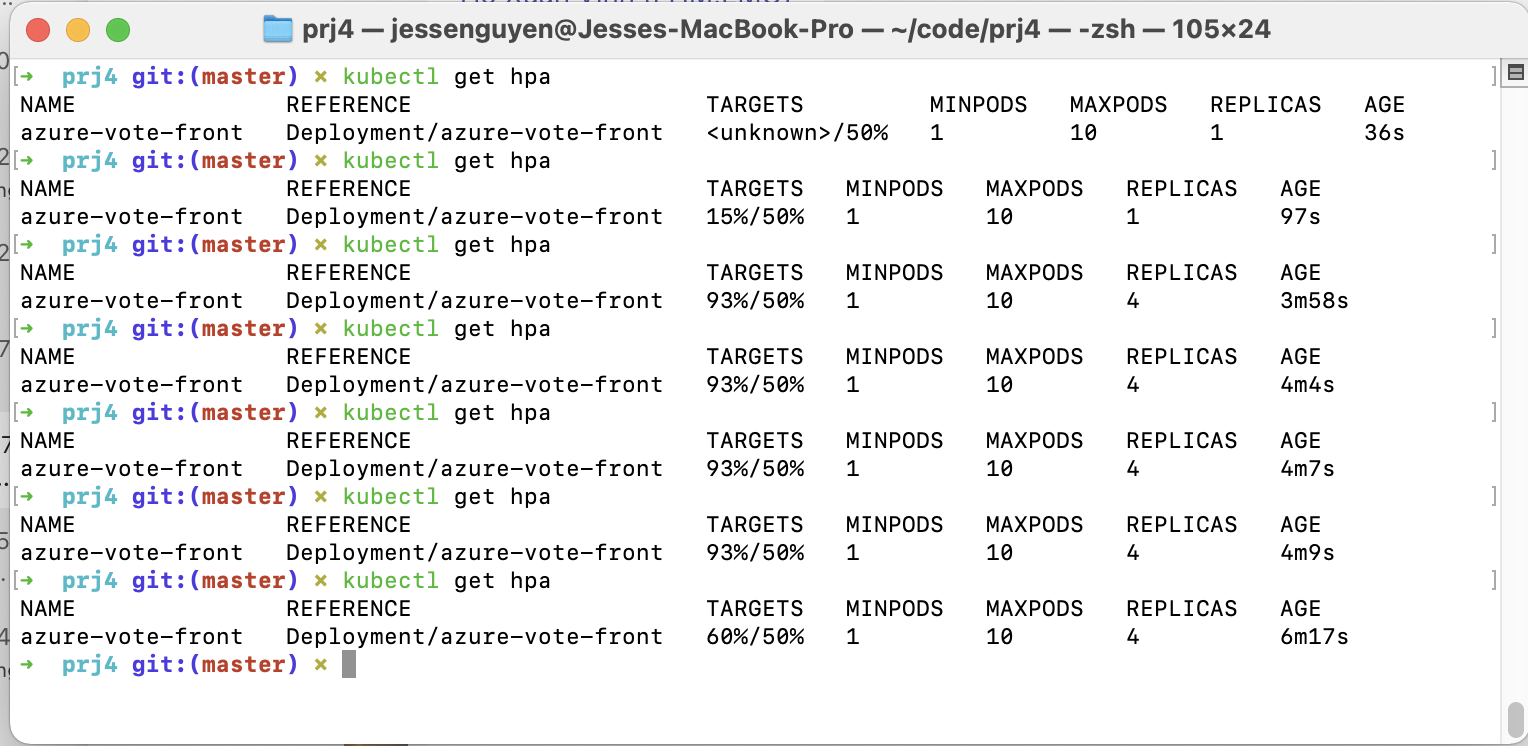 prj4 — jessenguyen@Jesses-MacBook-Pro — ~/code/prj4 — -zsh — 105×24
[➜  prj4 git:(master) ✗ kubectl get hpa ]
NAME REFERENCE TARGETS MINPODS MAXPODS REPLICAS AGE
azure-vote-front Deployment/azure-vote-front <unknown>/50% 1 10 1 36s
[➜  prj4 git:(master) ✗ kubectl get hpa ]
NAME REFERENCE TARGETS MINPODS MAXPODS REPLICAS AGE
azure-vote-front Deployment/azure-vote-front 15%/50% 1 10 1 97s
[➜  prj4 git:(master) ✗ kubectl get hpa ]
NAME REFERENCE TARGETS MINPODS MAXPODS REPLICAS AGE
azure-vote-front Deployment/azure-vote-front 93%/50% 1 10 4 3m58s
[➜  prj4 git:(master) ✗ kubectl get hpa ]
NAME REFERENCE TARGETS MINPODS MAXPODS REPLICAS AGE
azure-vote-front Deployment/azure-vote-front 93%/50% 1 10 4 4m4s
[➜  prj4 git:(master) ✗ kubectl get hpa ]
NAME REFERENCE TARGETS MINPODS MAXPODS REPLICAS AGE
azure-vote-front Deployment/azure-vote-front 93%/50% 1 10 4 4m7s
[➜  prj4 git:(master) ✗ kubectl get hpa ]
NAME REFERENCE TARGETS MINPODS MAXPODS REPLICAS AGE
azure-vote-front Deployment/azure-vote-front 93%/50% 1 10 4 4m9s
[➜  prj4 git:(master) ✗ kubectl get hpa ]
NAME REFERENCE TARGETS MINPODS MAXPODS REPLICAS AGE
azure-vote-front Deployment/azure-vote-front 60%/50% 1 10 4 6m17s
➜  prj4 git:(master) ✗